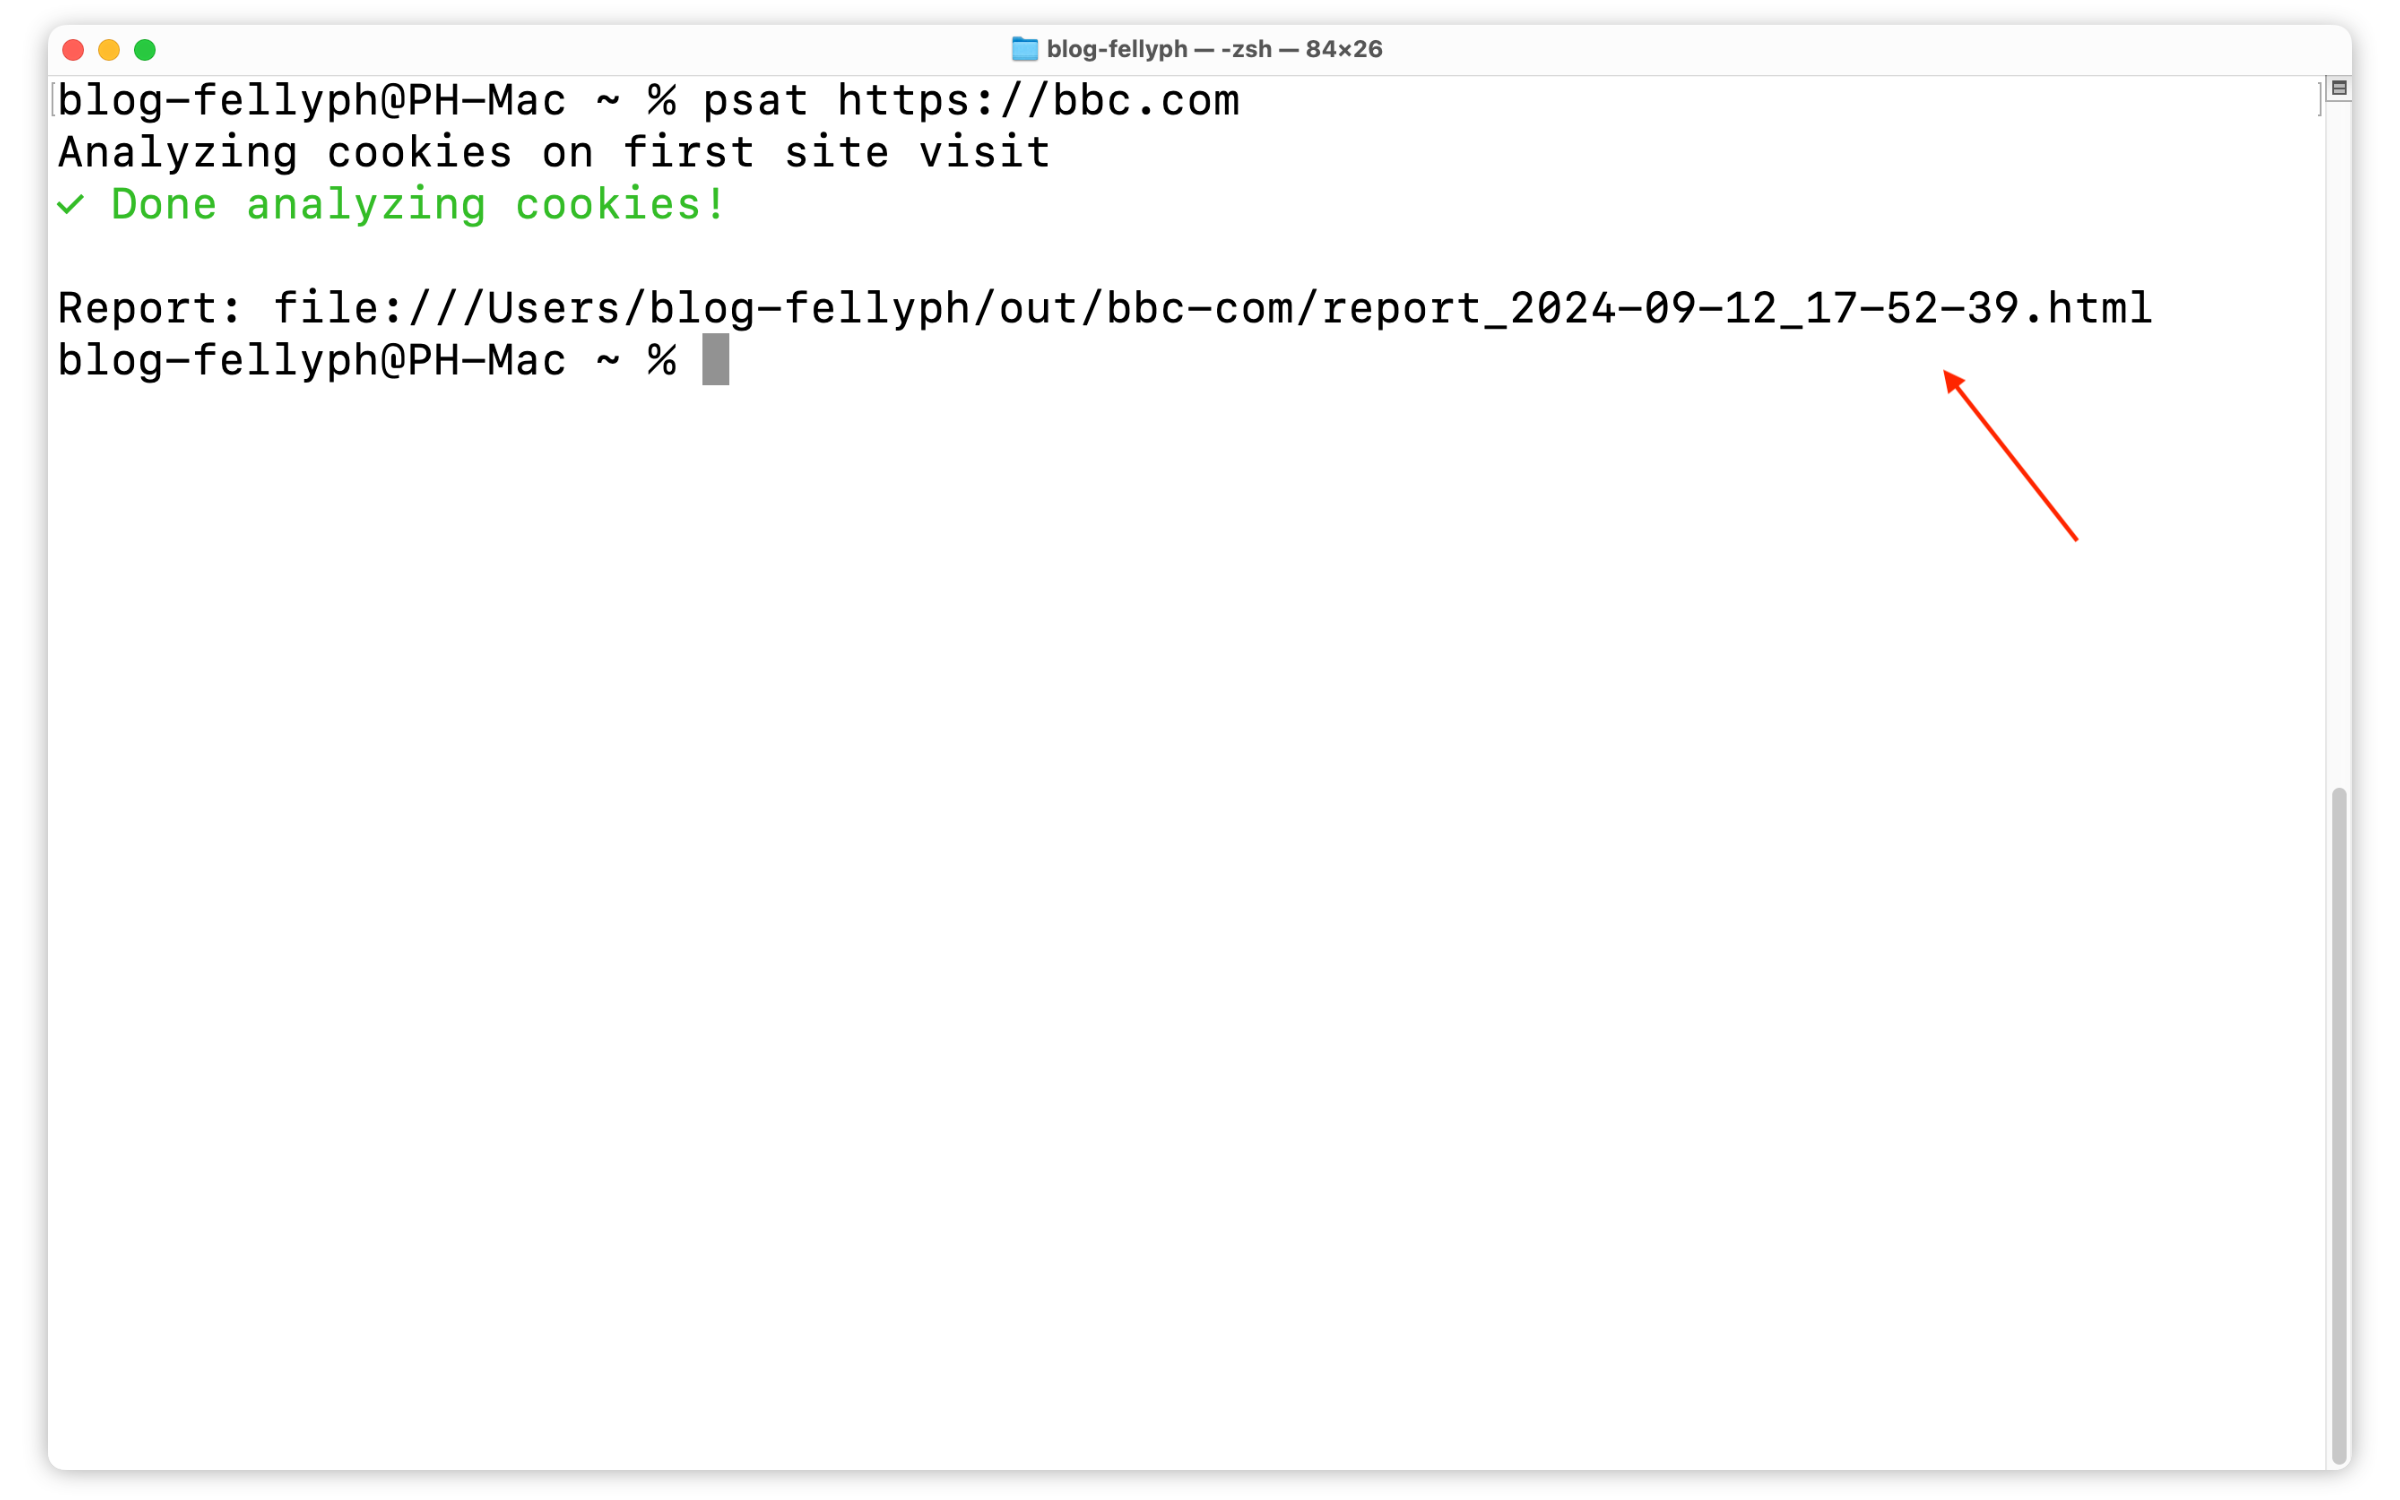 blog-fellyph — -zsh — 84×26
blog-fellyph@PH-Mac ~ % psat https://bbc.com
Analyzing cookies on first site visit
✓ Done analyzing cookies!
Report: file:///Users/blog-fellyph/out/bbc-com/report_2024-09-12_17-52-39.html
blog-fellyph@PH-Mac ~ %